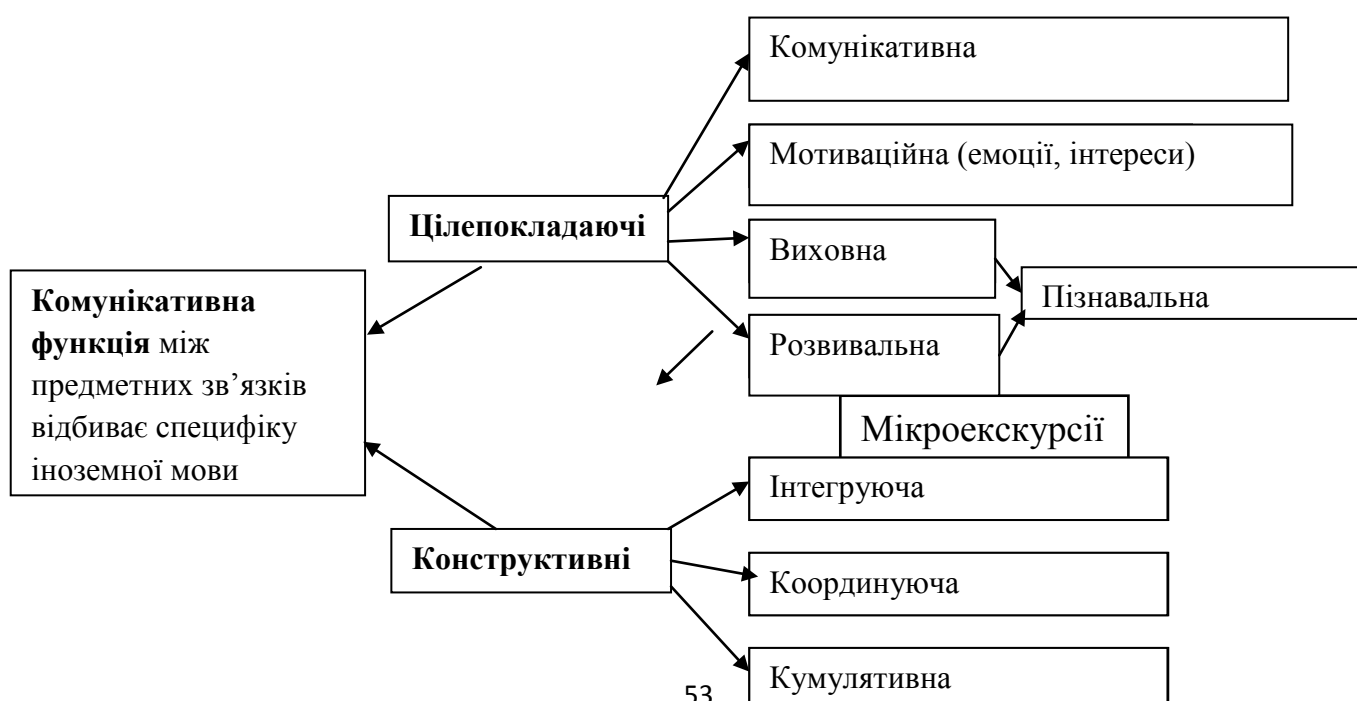 Комунікативна
Мотиваційна (емоції, інтереси)
Цілепокладаючі
Виховна
Комунікативна
функція між
предметних зв’язків
відбиває специфіку
іноземної мови
Пізнавальна
Розвивальна
Мікроекскурсії
Інтегруюча
Конструктивні
Координуюча
Кумулятивна
53